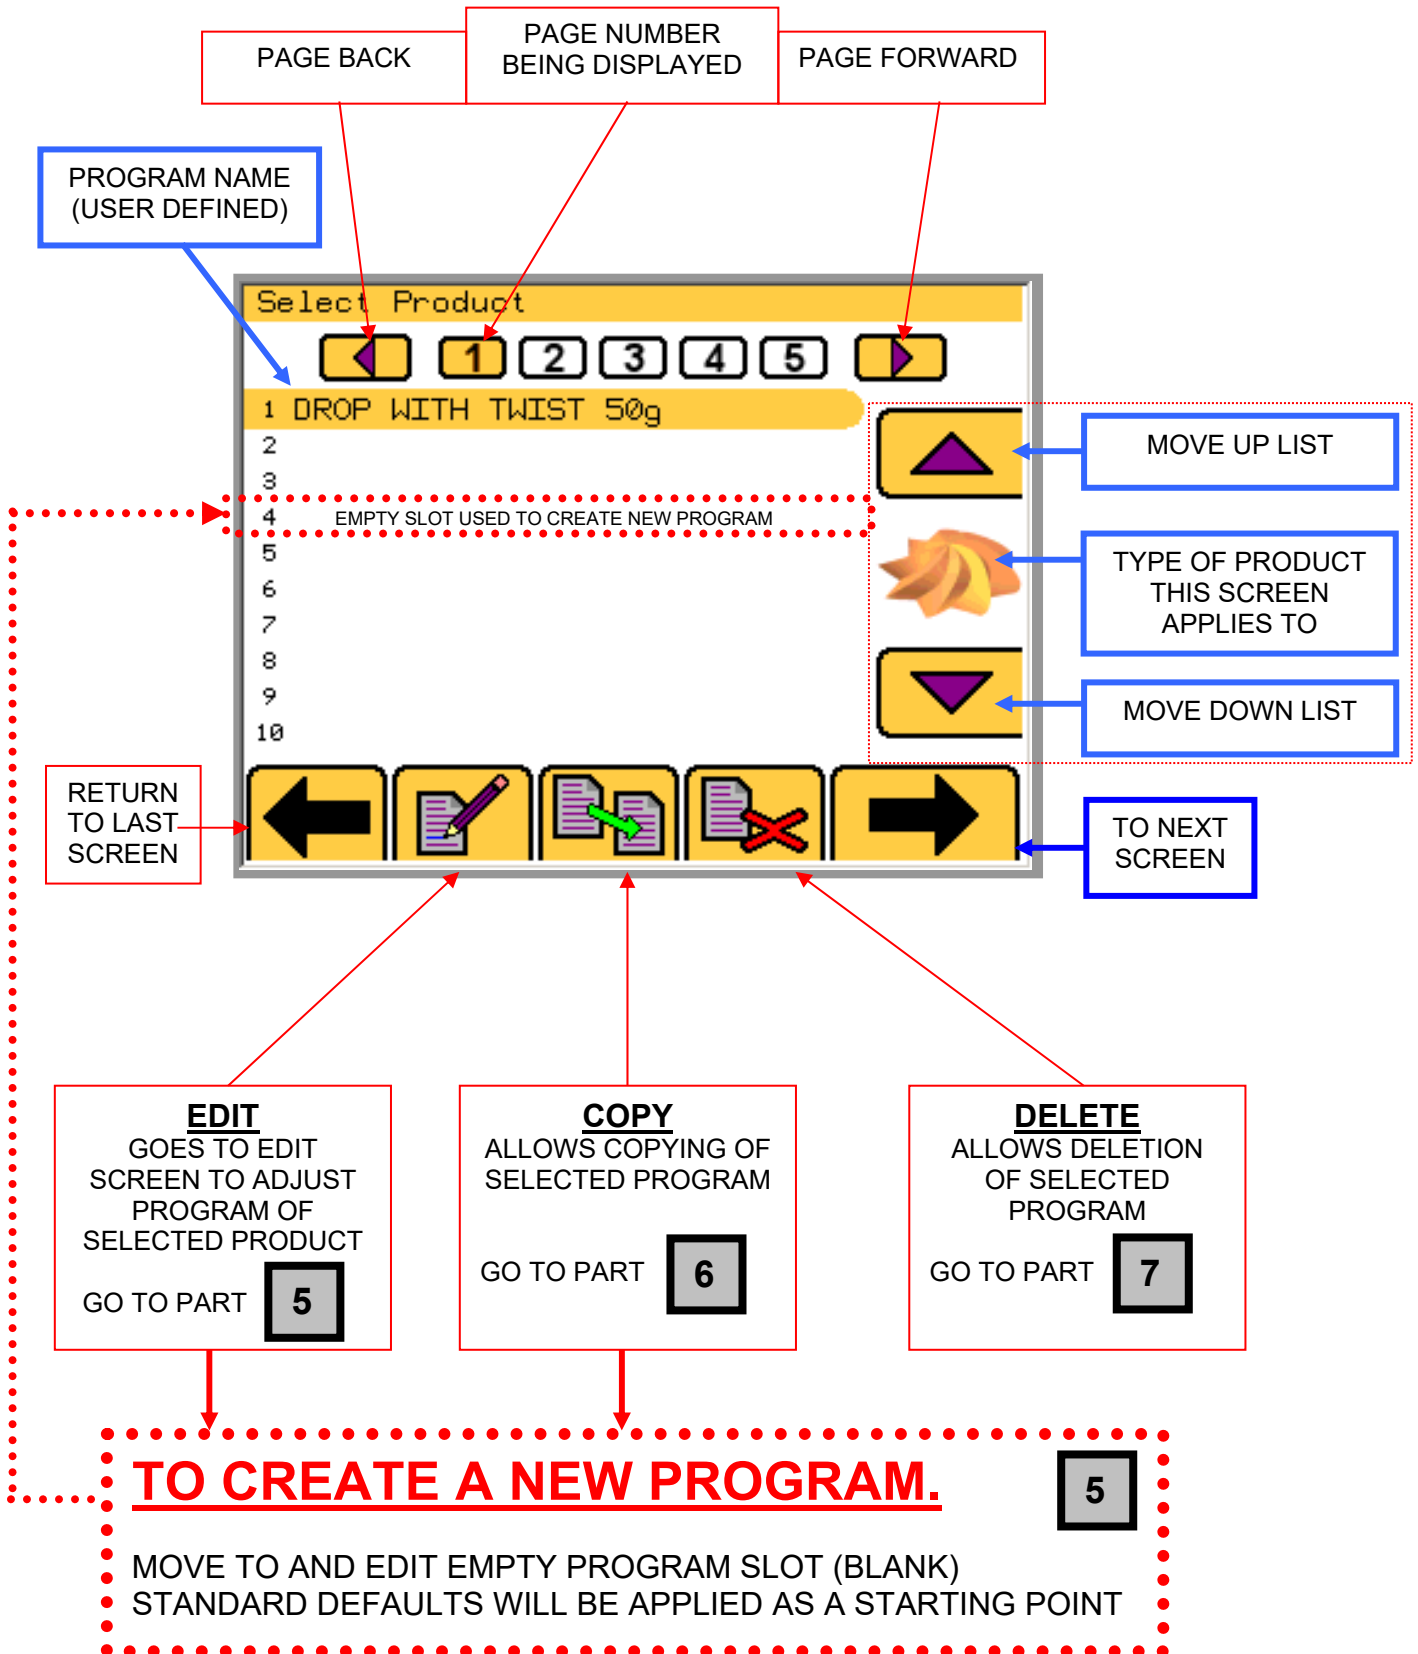 PAGE BACK
PAGE NUMBER
BEING DISPLAYED
PAGE FORWARD
PROGRAM NAME
(USER DEFINED)
Select Product
1 2 3 4 5
1 DROP WITH TWIST 50g
2
3
4 EMPTY SLOT USED TO CREATE NEW PROGRAM
5
6
7
8
9
10
MOVE UP LIST
TYPE OF PRODUCT
THIS SCREEN
APPLIES TO
MOVE DOWN LIST
RETURN
TO LAST
SCREEN
TO NEXT
SCREEN
EDIT
GOES TO EDIT
SCREEN TO ADJUST
PROGRAM OF
SELECTED PRODUCT
GO TO PART 5
COPY
ALLOWS COPYING OF
SELECTED PROGRAM
GO TO PART 6
DELETE
ALLOWS DELETION
OF SELECTED
PROGRAM
GO TO PART 7
TO CREATE A NEW PROGRAM. 5
MOVE TO AND EDIT EMPTY PROGRAM SLOT (BLANK)
STANDARD DEFAULTS WILL BE APPLIED AS A STARTING POINT